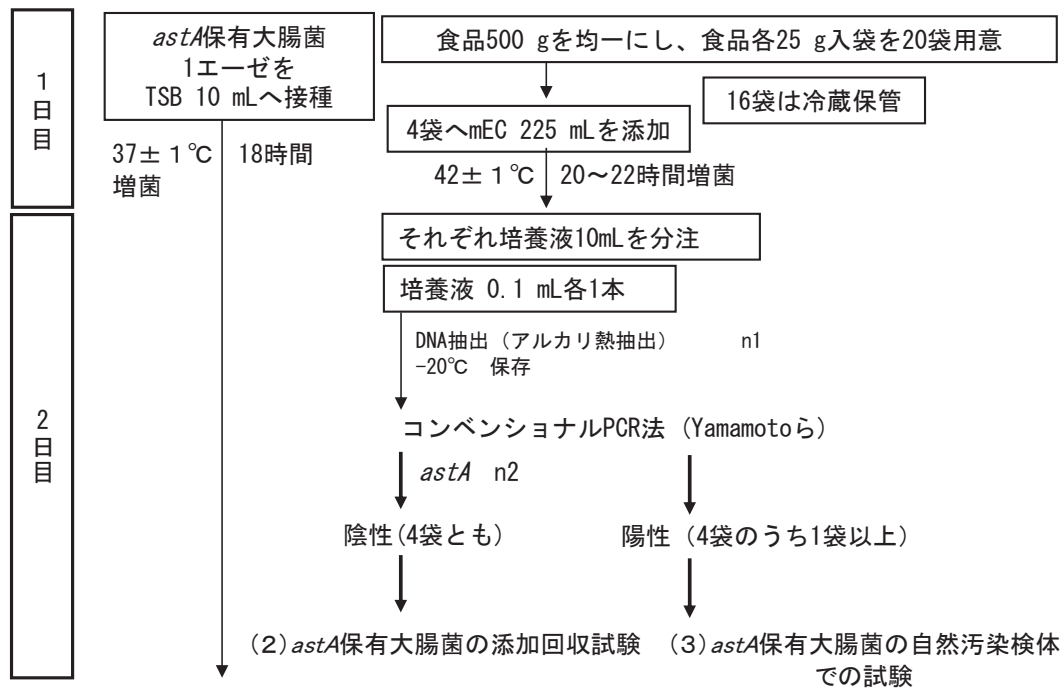 1
日
目
astA保有大腸菌
1エーゼを
TSB 10 mLへ接種
37±1℃
増菌
18時間
食品500 gを均一にし、食品各25 g入袋を20袋用意
16袋は冷蔵保管
4袋へmEC 225 mLを添加
42±1℃
20～22時間増菌
2
日
目
それぞれ培養液10mLを分注
培養液 0.1 mL各1本
DNA抽出（アルカリ熱抽出） n1
-20℃ 保存
コンベンショナルPCR法（Yamamotoら）
astA n2
陰性(4袋とも)
陽性（4袋のうち1袋以上）
（2）astA保有大腸菌の添加回収試験
（3）astA保有大腸菌の自然汚染検体
での試験